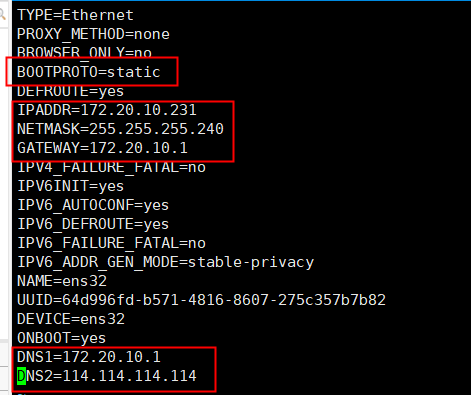 TYPE=Ethernet
PROXY_METHOD=none
BROWSER_ONLY=no
BOOTPROTO=static
DEFROUTE=yes
IPADDR=172.20.10.231
NETMASK=255.255.255.240
GATEWAY=172.20.10.1
IPV4_FAILURE_FATAL=no
IPV6INIT=yes
IPV6_AUTOCONF=yes
IPV6_DEFROUTE=yes
IPV6_FAILURE_FATAL=no
IPV6_ADDR_GEN_MODE=stable-privacy
NAME=ens32
UUID=64d996fd-b571-4816-8607-275c357b7b82
DEVICE=ens32
ONBOOT=yes
DNS1=172.20.10.1
DNS2=114.114.114.114